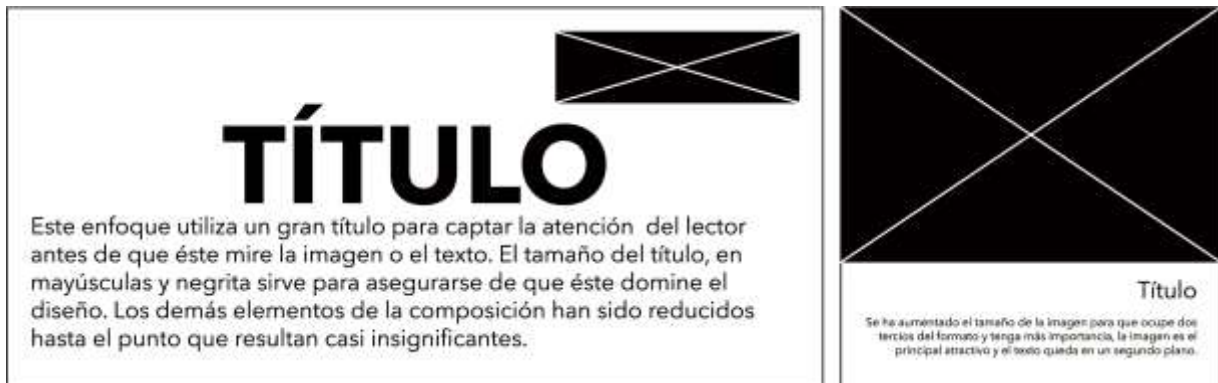 TÍTULO
Este enfoque utiliza un gran título para captar la atención del lector
antes de que éste mire la imagen o el texto. El tamaño del título, en
mayúsculas y negrita sirve para asegurarse de que éste domine el
diseño. Los demás elementos de la composición han sido reducidos
hasta el punto que resultan casi insignificantes.
Título
Se ha aumentado el tamaño de la imagen para que ocupe dos
tercios del formato y tenga más importancia, la imagen es el
principal atractivo y el texto queda en un segundo plano.